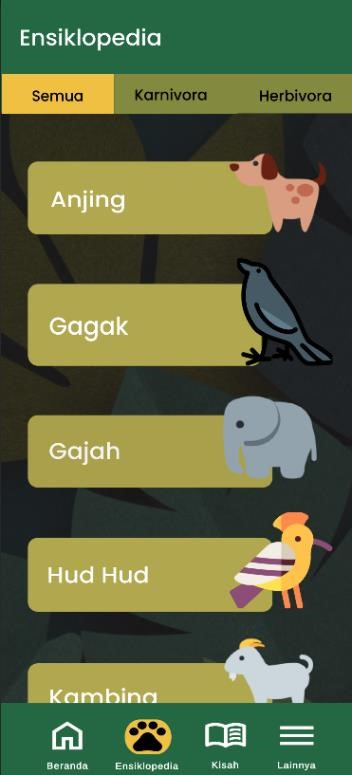 Ensiklopedia
Semua Karnivora Herbivora
Anjing
Gagak
Gajah
Hud Hud
Kambing
Beranda Ensiklopedia Kisah Lainnya